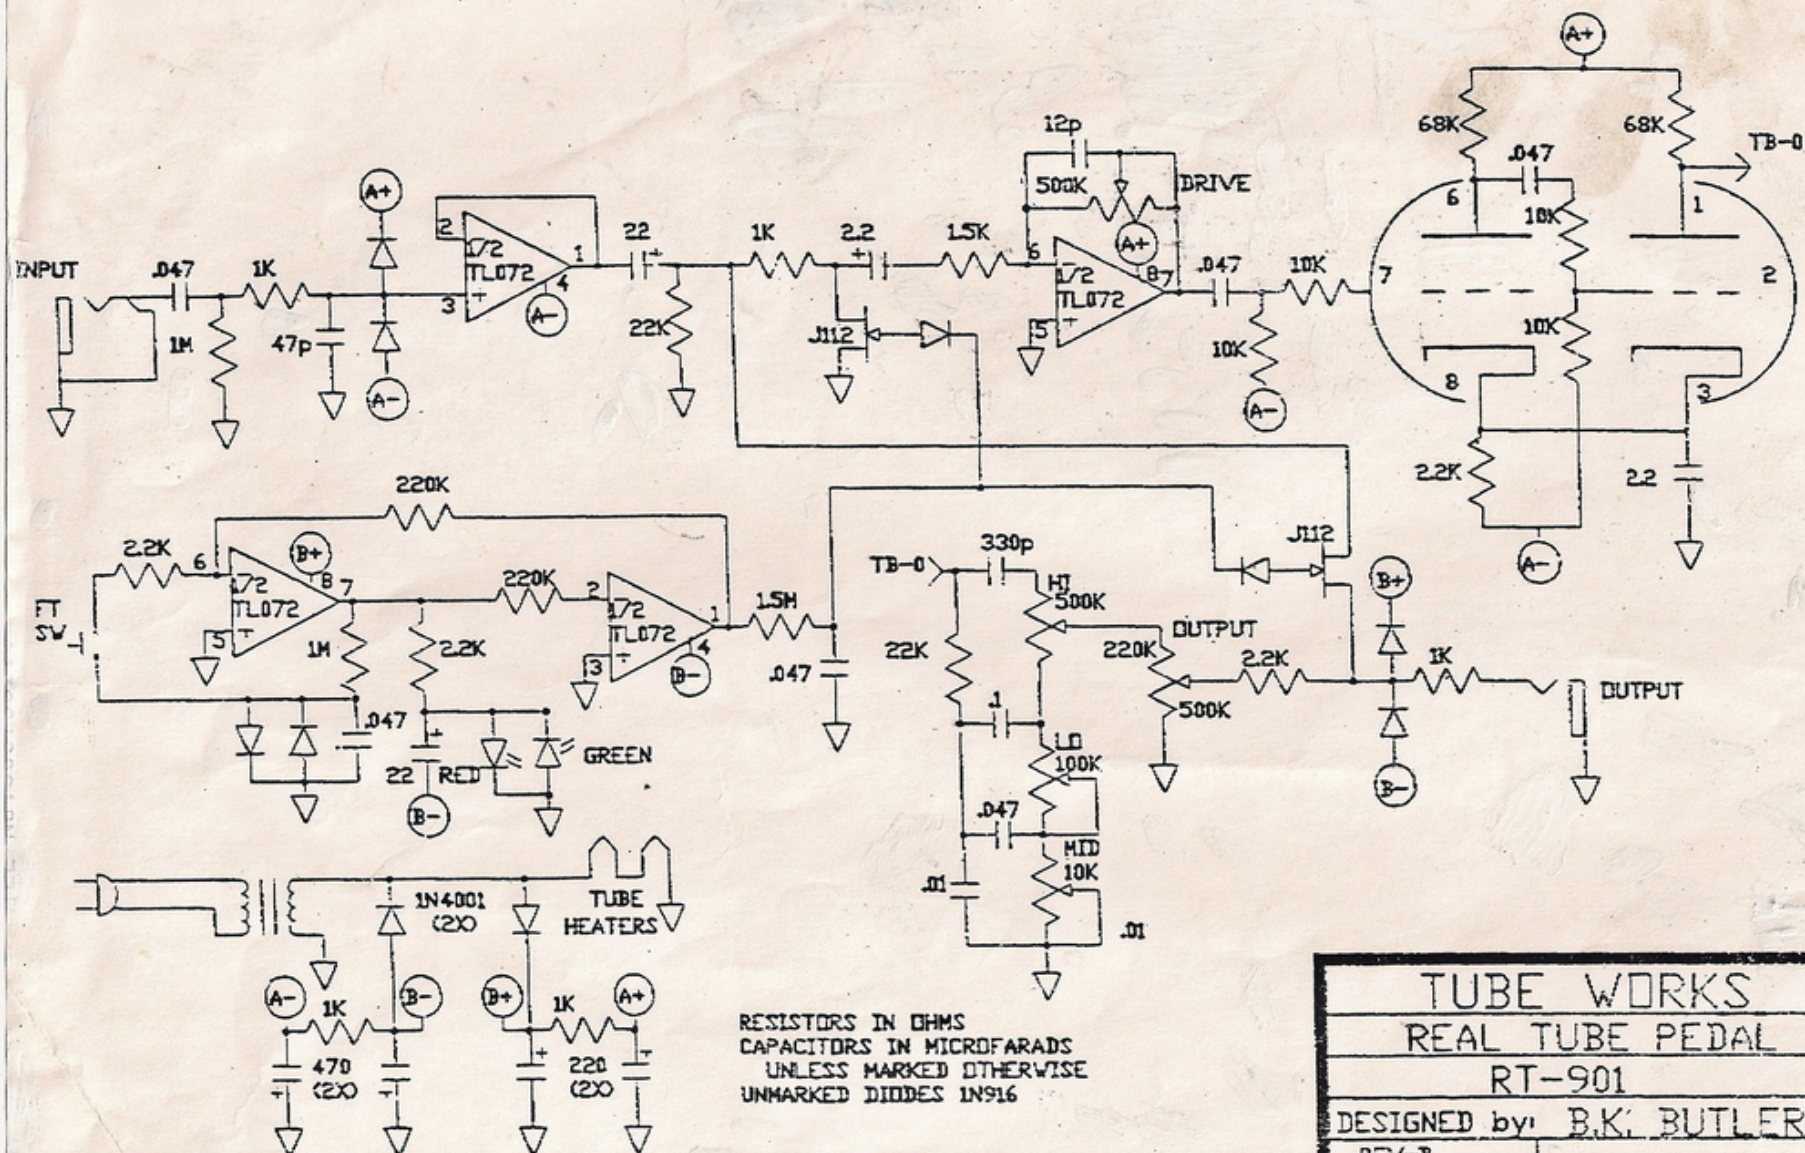 A+
68K
68K
TB-O
.047
6
10K
1
12p
500K
DRIVE
A+
A+
2
1/2
TL072
1
4
3
A-
INPUT
.047
1K
1M
47p
A-
22
22K
1K
2.2
1.5K
J112
6
1/2
TL072
8
7
5
.047
10K
10K
A-
7
2
10K
8
3
2.2K
2.2
A-
220K
2.2K
6
B+
8
7
1/2
TL072
5
FT
SW
1M
2.2K
220K
2
1/2
TL072
1
4
3
B-
1.5M
.047
.047
22
RED
GREEN
B-
TB-O
330p
HI
500K
22K
220K
OUTPUT
500K
2.2K
J112
B+
1K
OUTPUT
B-
.1
LO
100K
.047
MID
10K
.01
.01
1N4001
(2X)
TUBE
HEATERS
A-
1K
B-
B+
1K
A+
470
(2X)
220
(2X)
RESISTORS IN OHMS
CAPACITORS IN MICROFARADS
UNLESS MARKED OTHERWISE
UNMARKED DIODES 1N916
TUBE WORKS
REAL TUBE PEDAL
RT-901
DESIGNED by: B.K. BUTLER